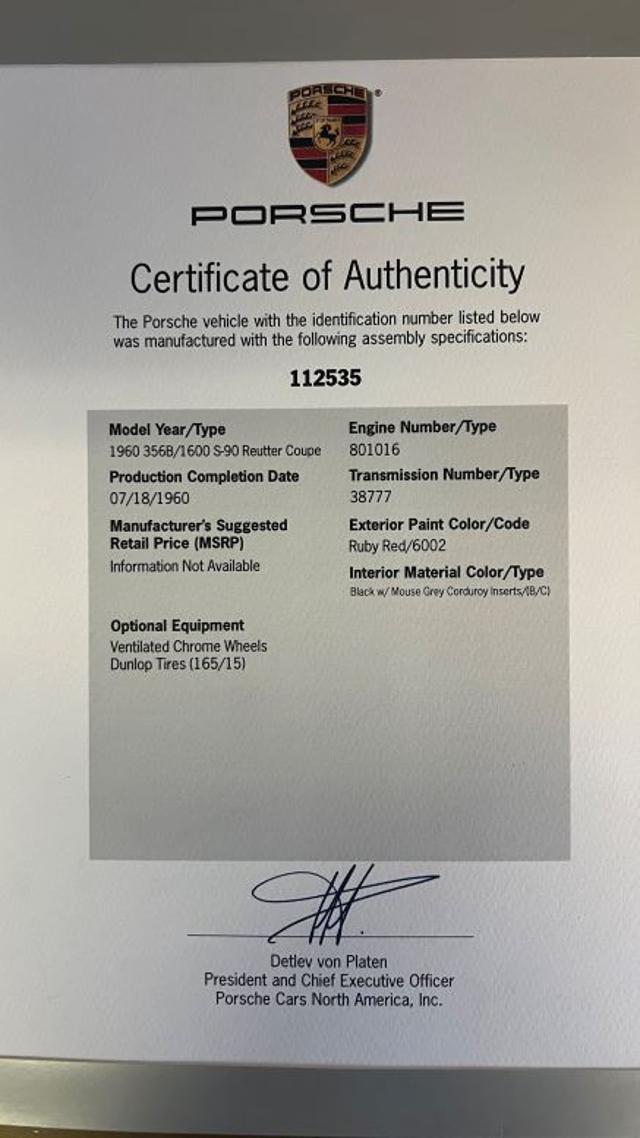 PORSCHE
®
PORSCHE
Certificate of Authenticity
The Porsche vehicle with the identification number listed below
was manufactured with the following assembly specifications:
112535
Model Year/Type
1960 356B/1600 S-90 Reutter Coupe
Production Completion Date
07/18/1960
Manufacturer's Suggested
Retail Price (MSRP)
Information Not Available
Optional Equipment
Ventilated Chrome Wheels
Dunlop Tires (165/15)
Engine Number/Type
801016
Transmission Number/Type
38777
Exterior Paint Color/Code
Ruby Red/6002
Interior Material Color/Type
Black w/ Mouse Grey Corduroy Inserts/(B/C)
Detlev von Platen
President and Chief Executive Officer
Porsche Cars North America, Inc.